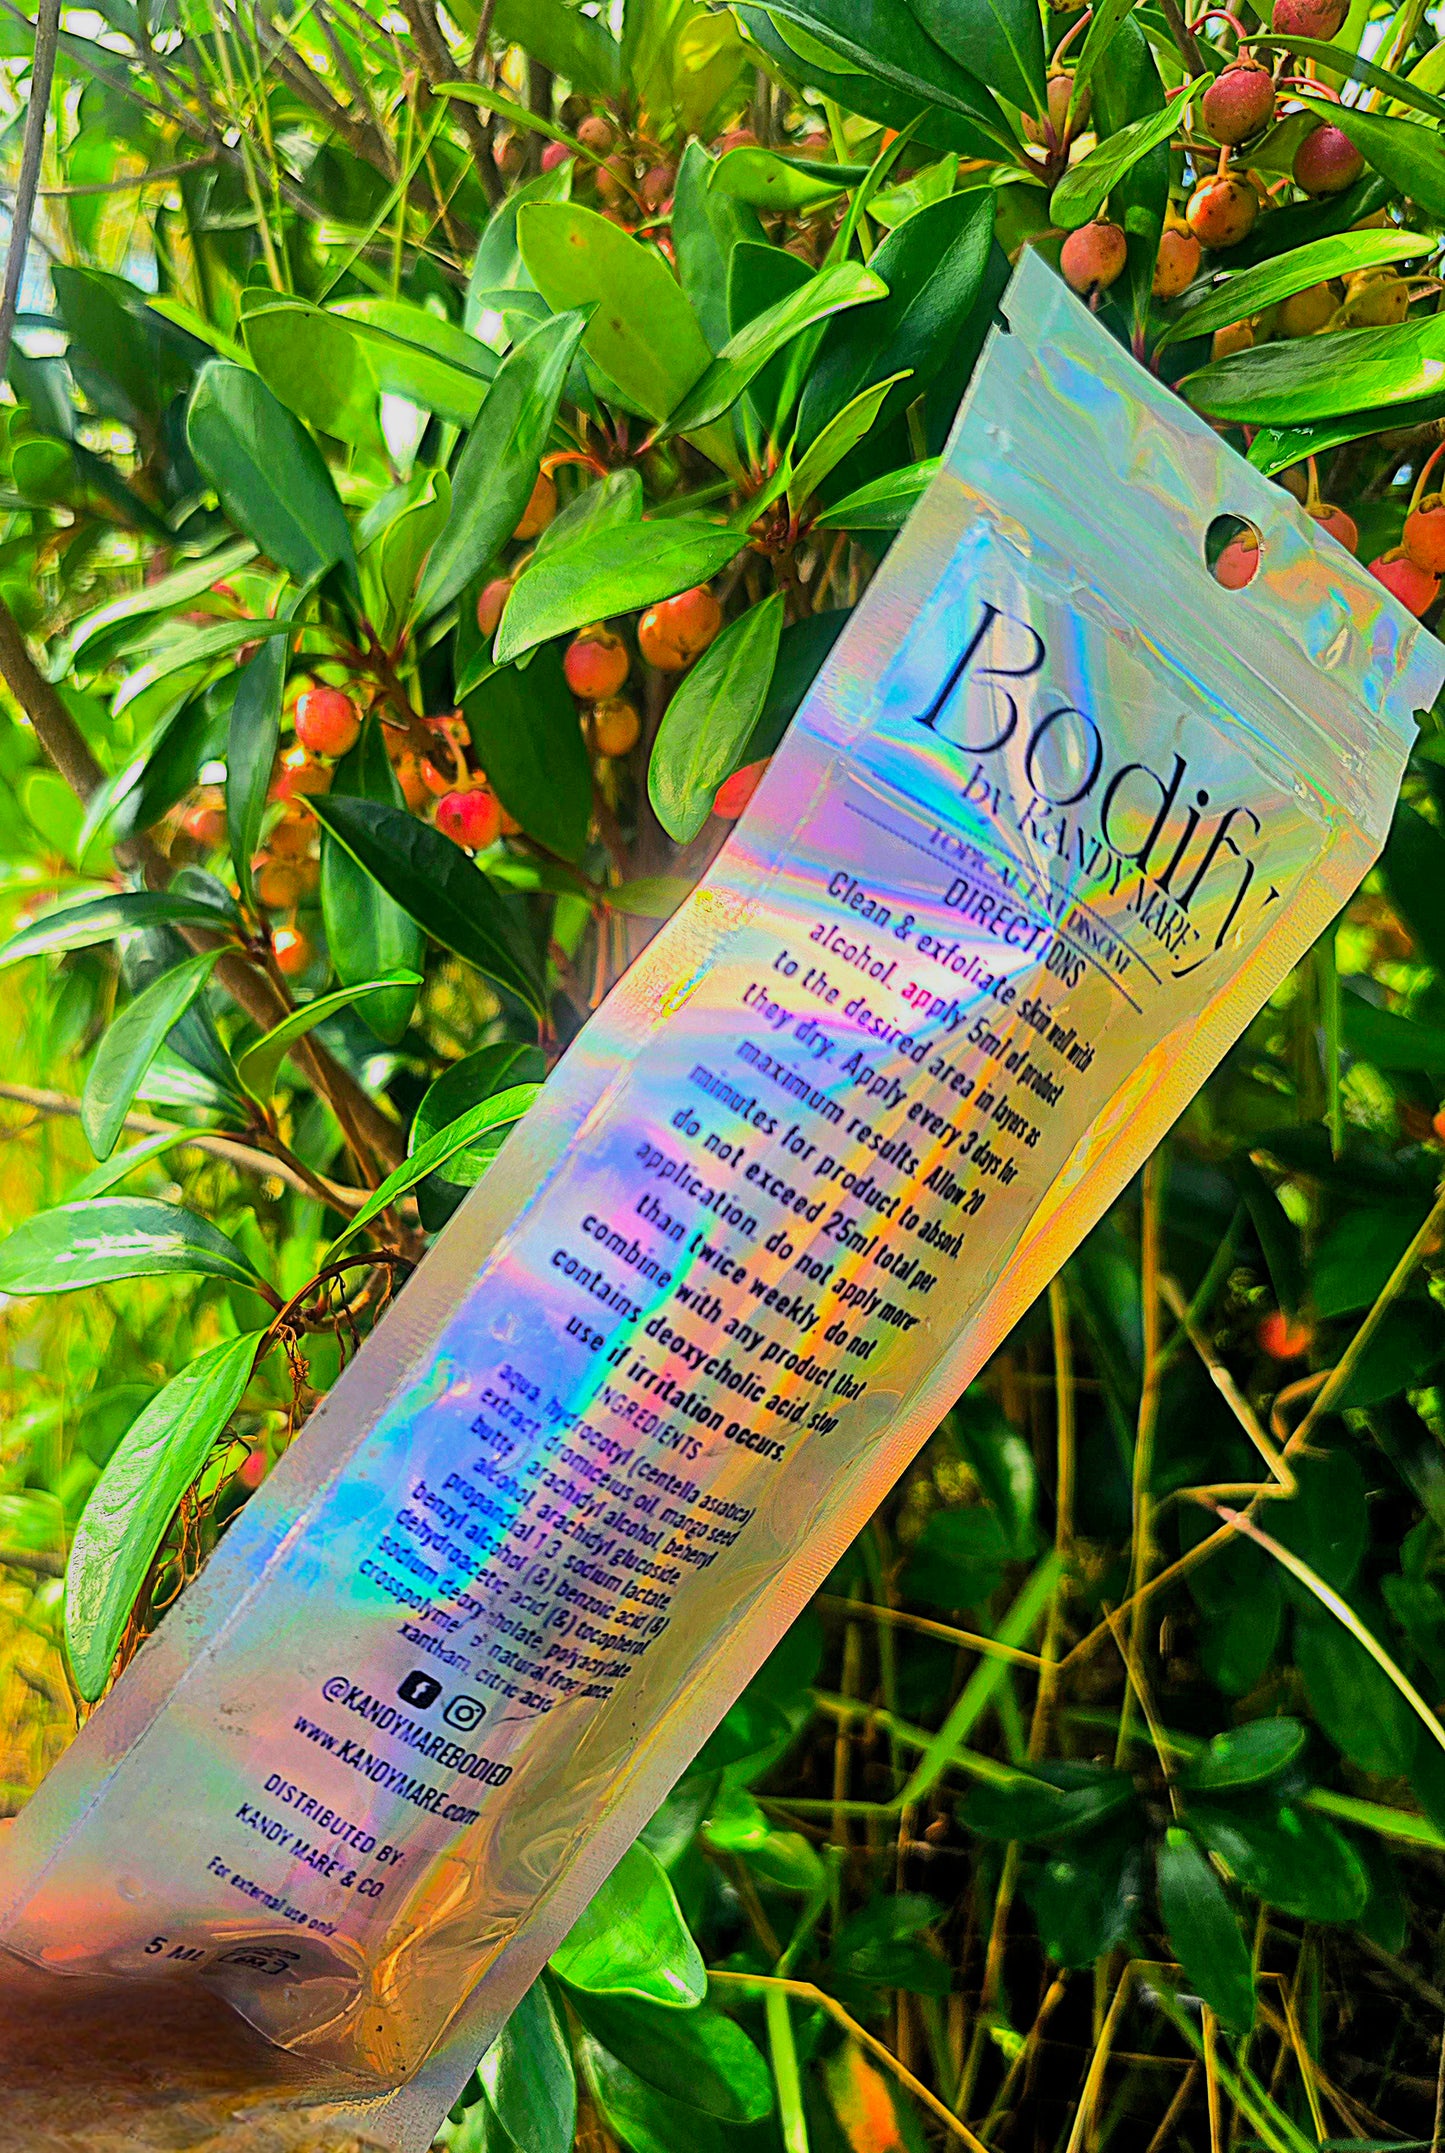 Bodify
by KANDY MARE'
TOPICAL FAT DISSOLVE
DIRECTIONS
Clean & exfoliate skin well with
alcohol. apply 5ml of product
to the desired area in layers as
they dry. Apply every 3 days for
maximum results. Allow 20
minutes for product to absorb.
do not exceed 25ml total per
application. do not apply more
than twice weekly. do not
combine with any product that
contains deoxycholic acid, stop
use if irritation occurs.
INGREDIENTS
aqua, hydrocotyl (centella asiatica)
extract, dromiceius oil, mango seed
butter, arachidyl alcohol, behenyl
alcohol, arachidyl glucoside,
propandial 1 3 sodium lactate,
benzyl alcohol (&) benzoic acid (&)
dehydroacetic acid (&) tocopherol,
sodium deoxycholate, polyacrylate
crosspolymer 6 natural fragrance
xantham, citric acid
@KANDYMAREBODIED
www.KANDYMARE.com
DISTRIBUTED BY:
KANDY MARE' & CO.
For external use only
5 ML